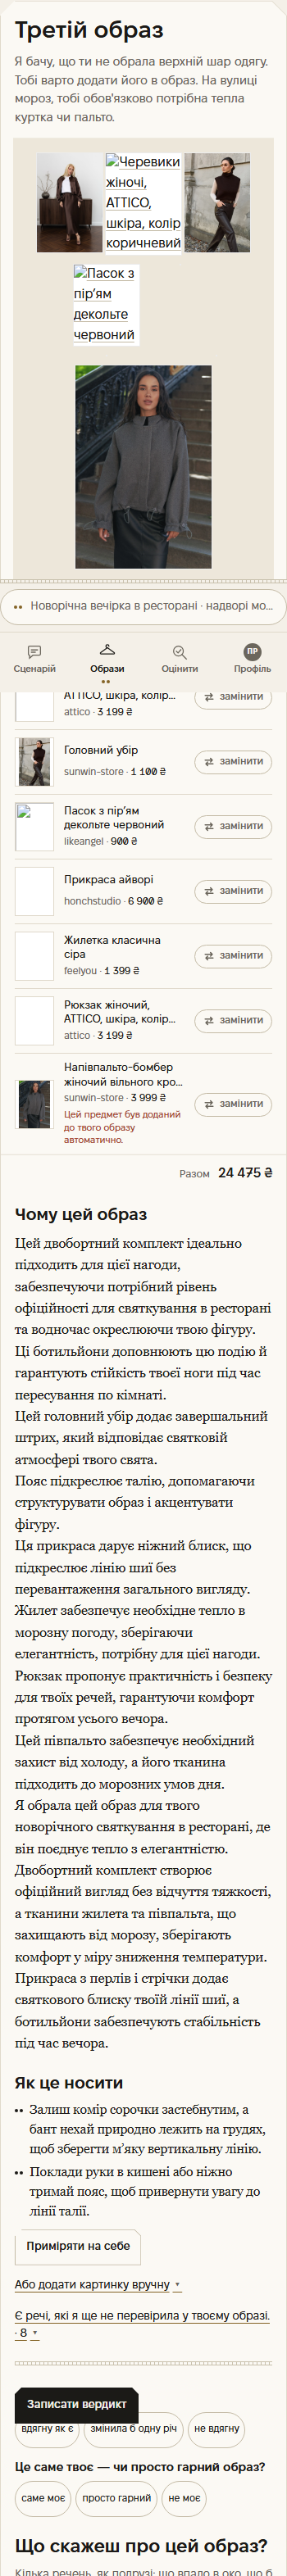 Третій образ
Я бачу, що ти не обрала верхній шар одягу.
Тобі варто додати його в образ. На вулиці
мороз, тобі обов'язково потрібна тепла
куртка чи пальто.
Черевики
жіночі,
ATTICO,
шкіра, колір
коричневий
Пасок з
пір’ям
декольте
червоний
Новорічна вечірка в ресторані · надворі мо...
Сценарій
Образи
Оцінити
ПР
Профіль
ATTICO, шкіра, колір...
attico · 3 199 ₴
замінити
Головний убір
sunwin-store · 1 100 ₴
замінити
Пасок з пір’ям
декольте червоний
likeangel · 900 ₴
замінити
Прикраса айворі
honchstudio · 6 900 ₴
замінити
Жилетка класична
сіра
feelyou · 1 399 ₴
замінити
Рюкзак жіночий,
ATTICO, шкіра, колір...
attico · 3 199 ₴
замінити
Напівпальто-бомбер
жіночий вільного кро...
sunwin-store · 3 999 ₴
Цей предмет був доданий
до твого образу
автоматично.
замінити
Разом 24 475 ₴
Чому цей образ
Цей двобортний комплект ідеально
підходить для цієї нагоди,
забезпечуючи потрібний рівень
офіційності для святкування в ресторані
та водночас окреслюючи твою фігуру.
Ці ботильйони доповнюють цю подію й
гарантують стійкість твоєї ноги під час
пересування по кімнаті.
Цей головний убір додає завершальний
штрих, який відповідає святковій
атмосфері твого свята.
Пояс підкреслює талію, допомагаючи
структурувати образ і акцентувати
фігуру.
Ця прикраса дарує ніжний блиск, що
підкреслює лінію шиї без
перевантаження загального вигляду.
Жилет забезпечує необхідне тепло в
морозну погоду, зберігаючи
елегантність, потрібну для цієї нагоди.
Рюкзак пропонує практичність і безпеку
для твоїх речей, гарантуючи комфорт
протягом усього вечора.
Цей півпальто забезпечує необхідний
захист від холоду, а його тканина
підходить до морозних умов дня.
Я обрала цей образ для твого
новорічного святкування в ресторані, де
він поєднує тепло з елегантністю.
Двобортний комплект створює
офіційний вигляд без відчуття тяжкості,
а тканини жилета та півпальта, що
захищають від морозу, зберігають
комфорт у міру зниження температури.
Прикраса з перлів і стрічки додає
святкового блиску твоїй лінії шиї, а
ботильйони забезпечують стабільність
під час вечора.
Як це носити
Залиш комір сорочки застебнутим, а
бант нехай природно лежить на грудях,
щоб зберегти м’яку вертикальну лінію.
Поклади руки в кишені або ніжно
тримай пояс, щоб привернути увагу до
лінії талії.
Приміряти на себе
Або додати картинку вручну
Є речі, які я ще не перевірила у твоєму образі.
· 8
Записати вердикт
вдягну як є
змінила б одну річ
не вдягну
Це саме твоє — чи просто гарний образ?
саме моє
просто гарний
не моє
Що скажеш про цей образ?